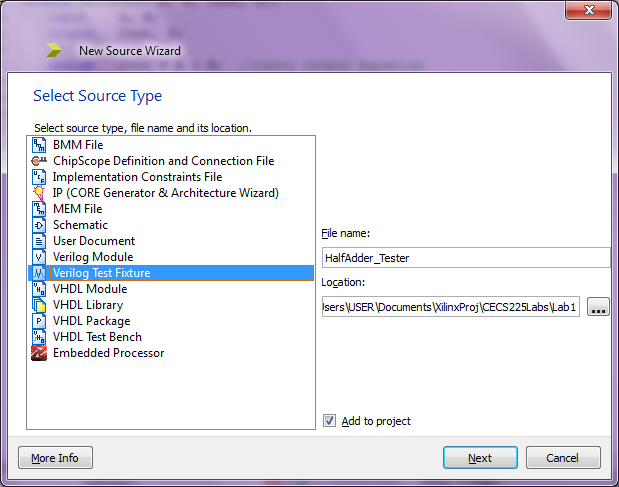 New Source Wizard
Select Source Type
Select source type, file name and its location.
BMM File
ChipScope Definition and Connection File
Implementation Constraints File
IP (CORE Generator & Architecture Wizard)
MEM File
Schematic
User Document
Verilog Module
Verilog Test Fixture
VHDL Module
VHDL Library
VHDL Package
VHDL Test Bench
Embedded Processor
File name:
HalfAdder_Tester
Location:
Jsers\USER\Documents\XilinxProj\CECS225Labs\Lab1
...
Add to project
More Info
Next
Cancel